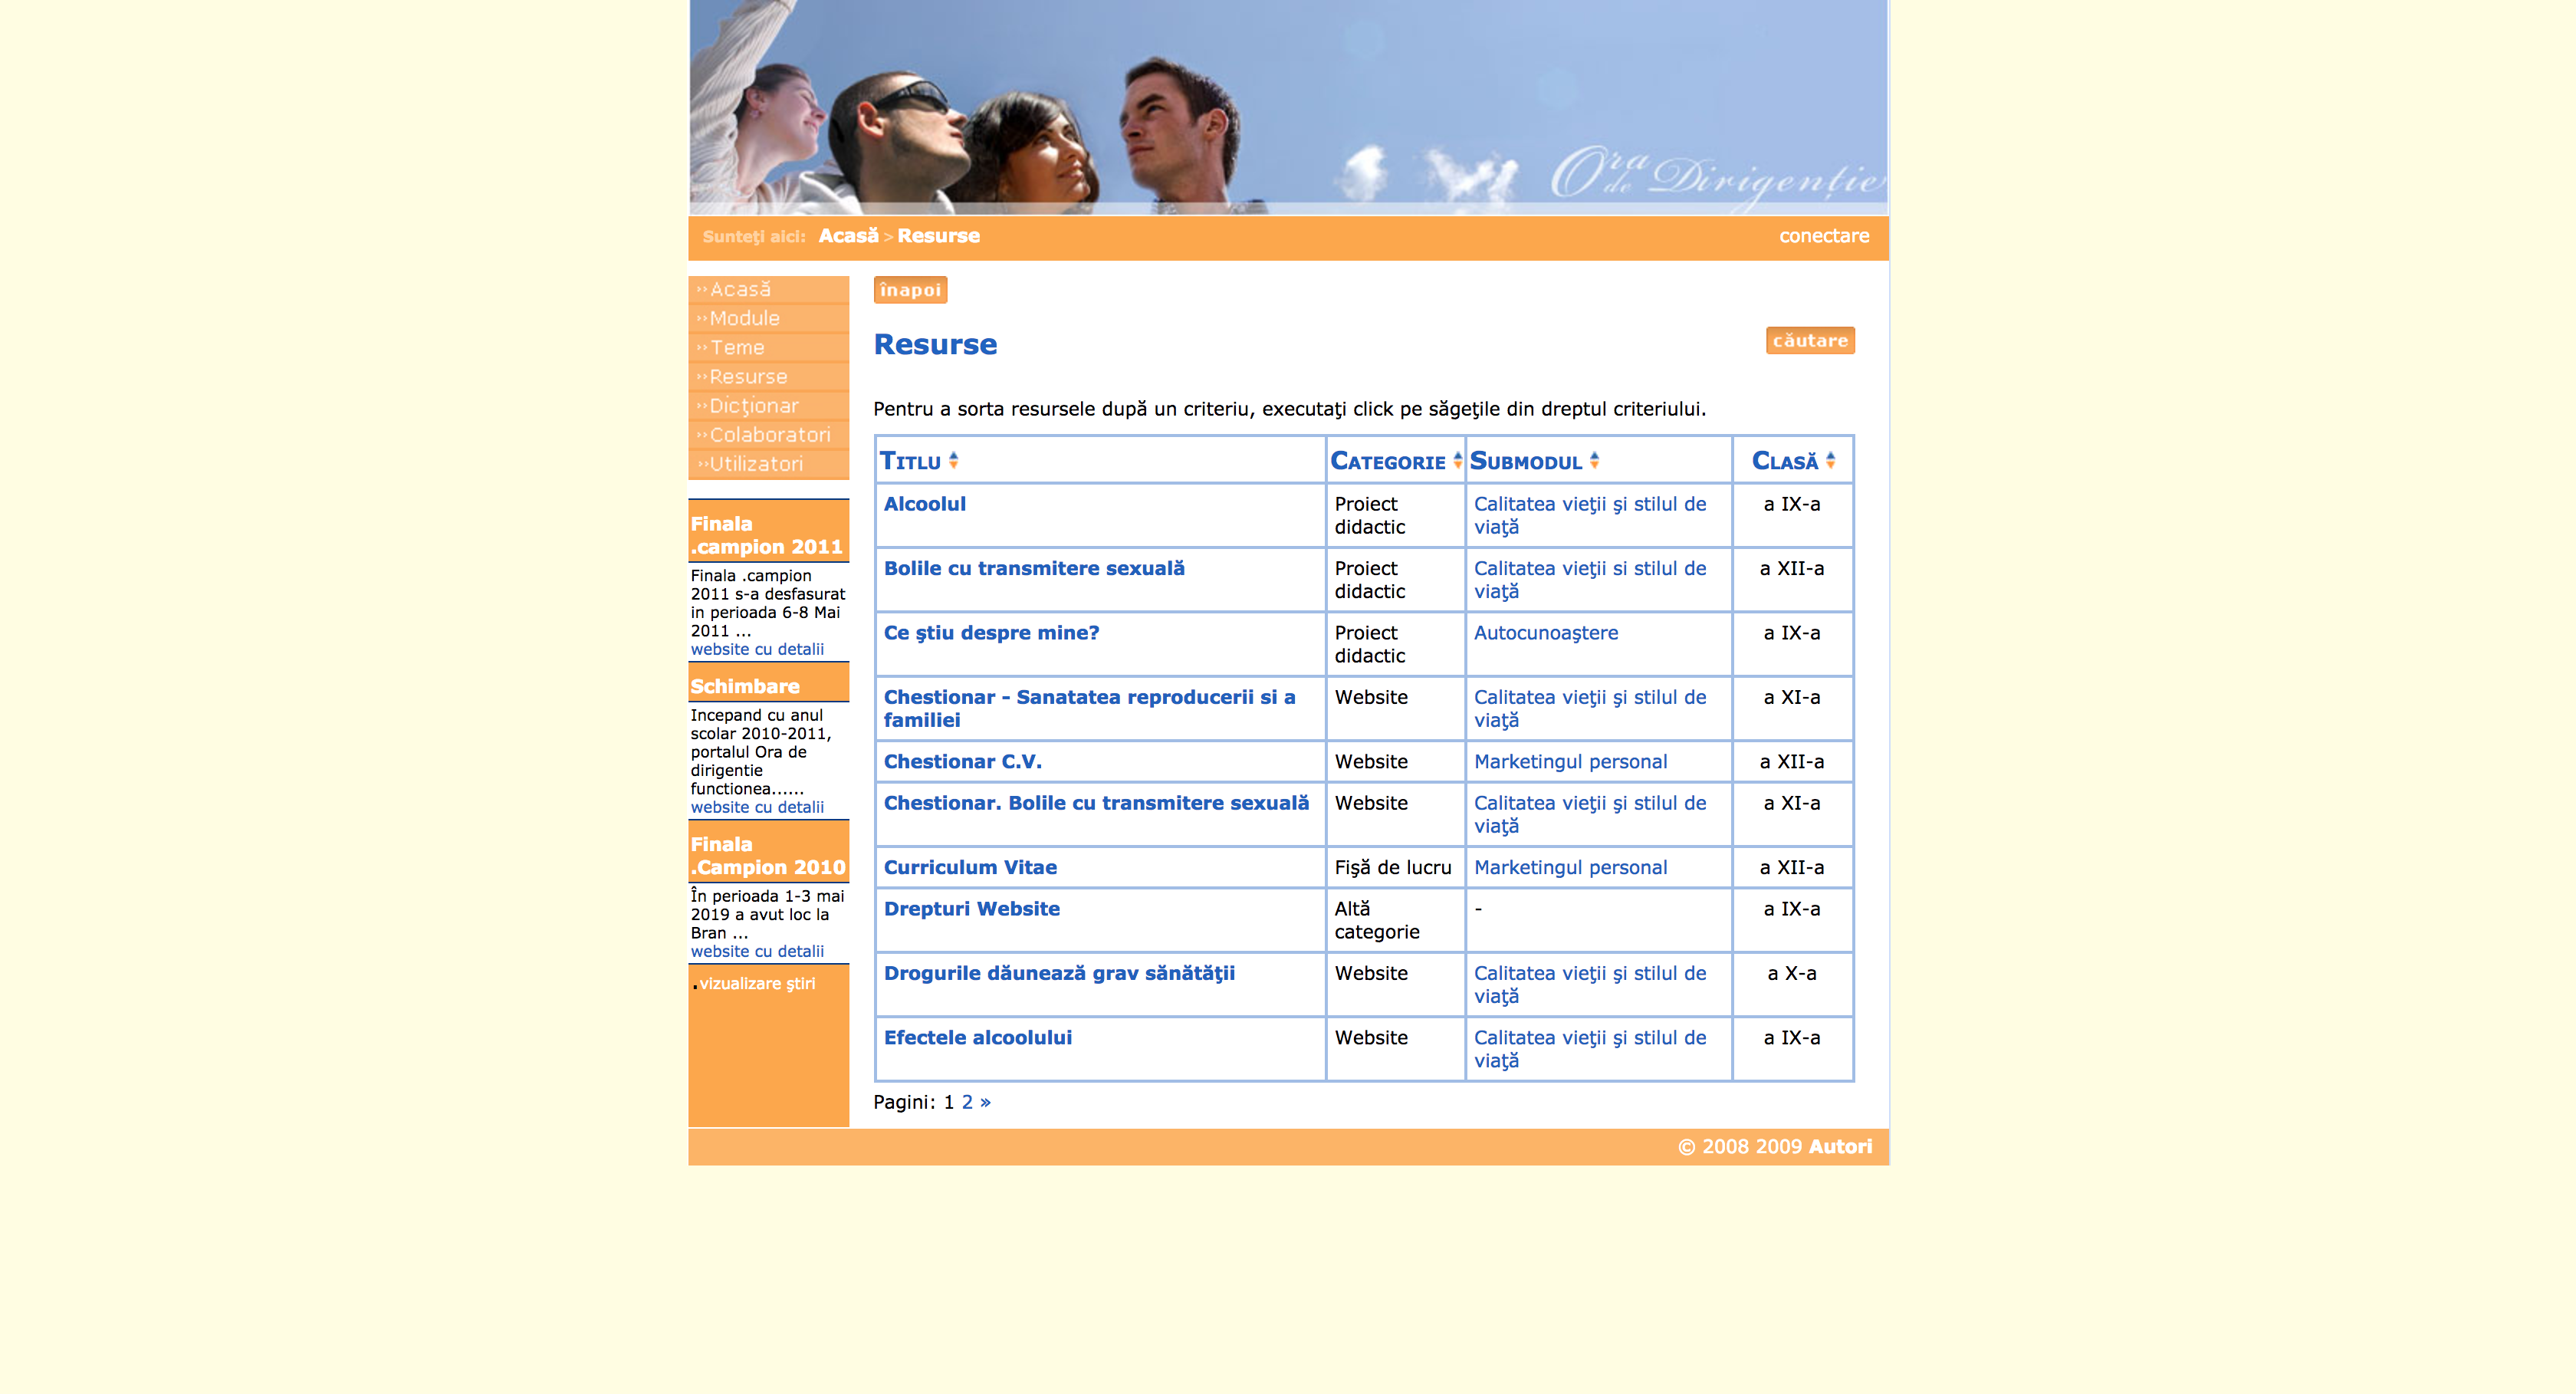 Ora de Dirigenție
Sunteţi aici: Acasă > Resurse
conectare
››Acasă
››Module
››Teme
››Resurse
››Dicţionar
››Colaboratori
››Utilizatori
Finala
.campion 2011
Finala .campion
2011 s-a desfasurat
in perioada 6-8 Mai
2011 ...
website cu detalii
Schimbare
Incepand cu anul
scolar 2010-2011,
portalul Ora de
dirigentie
functionea......
website cu detalii
Finala
.Campion 2010
În perioada 1-3 mai
2019 a avut loc la
Bran ...
website cu detalii
.vizualizare ştiri
înapoi
Resurse
căutare
Pentru a sorta resursele după un criteriu, executaţi click pe săgeţile din dreptul criteriului.
Titlu Categorie Submodul Clasă
Alcoolul Proiect Calitatea vieţii şi stilul de a IX-a
didactic viaţă
Bolile cu transmitere sexuală Proiect Calitatea vieţii si stilul de a XII-a
didactic viaţă
Ce ştiu despre mine? Proiect Autocunoaştere a IX-a
didactic
Chestionar - Sanatatea reproducerii si a Website Calitatea vieţii şi stilul de a XI-a
familiei viaţă
Chestionar C.V. Website Marketingul personal a XII-a
Chestionar. Bolile cu transmitere sexuală Website Calitatea vieţii şi stilul de a XI-a
viaţă
Curriculum Vitae Fişă de lucru Marketingul personal a XII-a
Drepturi Website Altă - a IX-a
categorie
Drogurile dăunează grav sănătăţii Website Calitatea vieţii şi stilul de a X-a
viaţă
Efectele alcoolului Website Calitatea vieţii şi stilul de a IX-a
viaţă
Pagini: 1 2 »
© 2008 2009 Autori